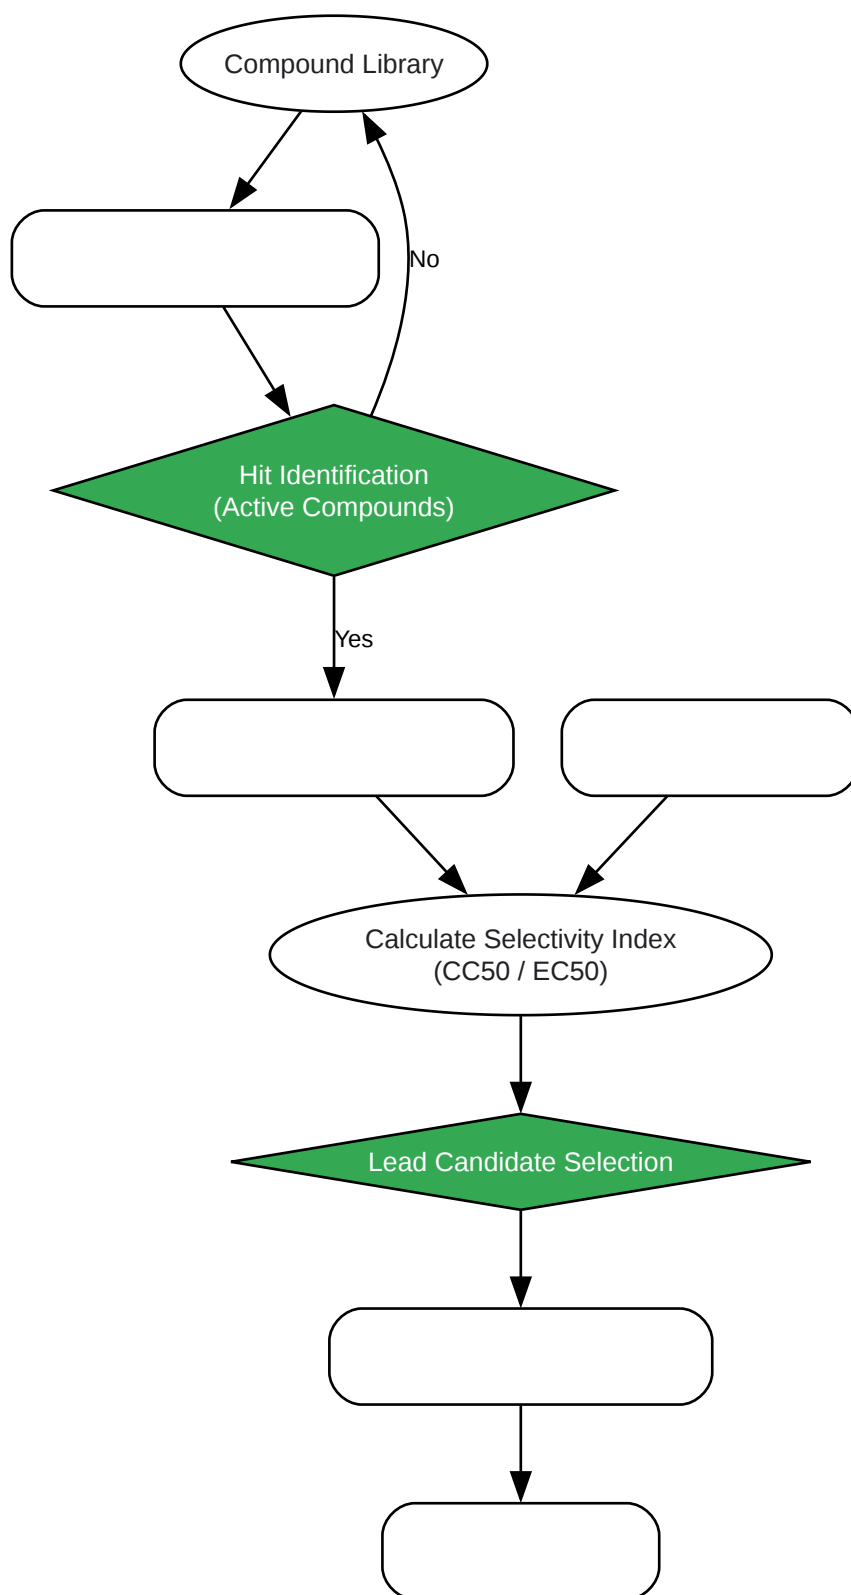 Compound Library
No
Hit Identification
(Active Compounds)
Yes
Calculate Selectivity Index
(CC50 / EC50)
Lead Candidate Selection